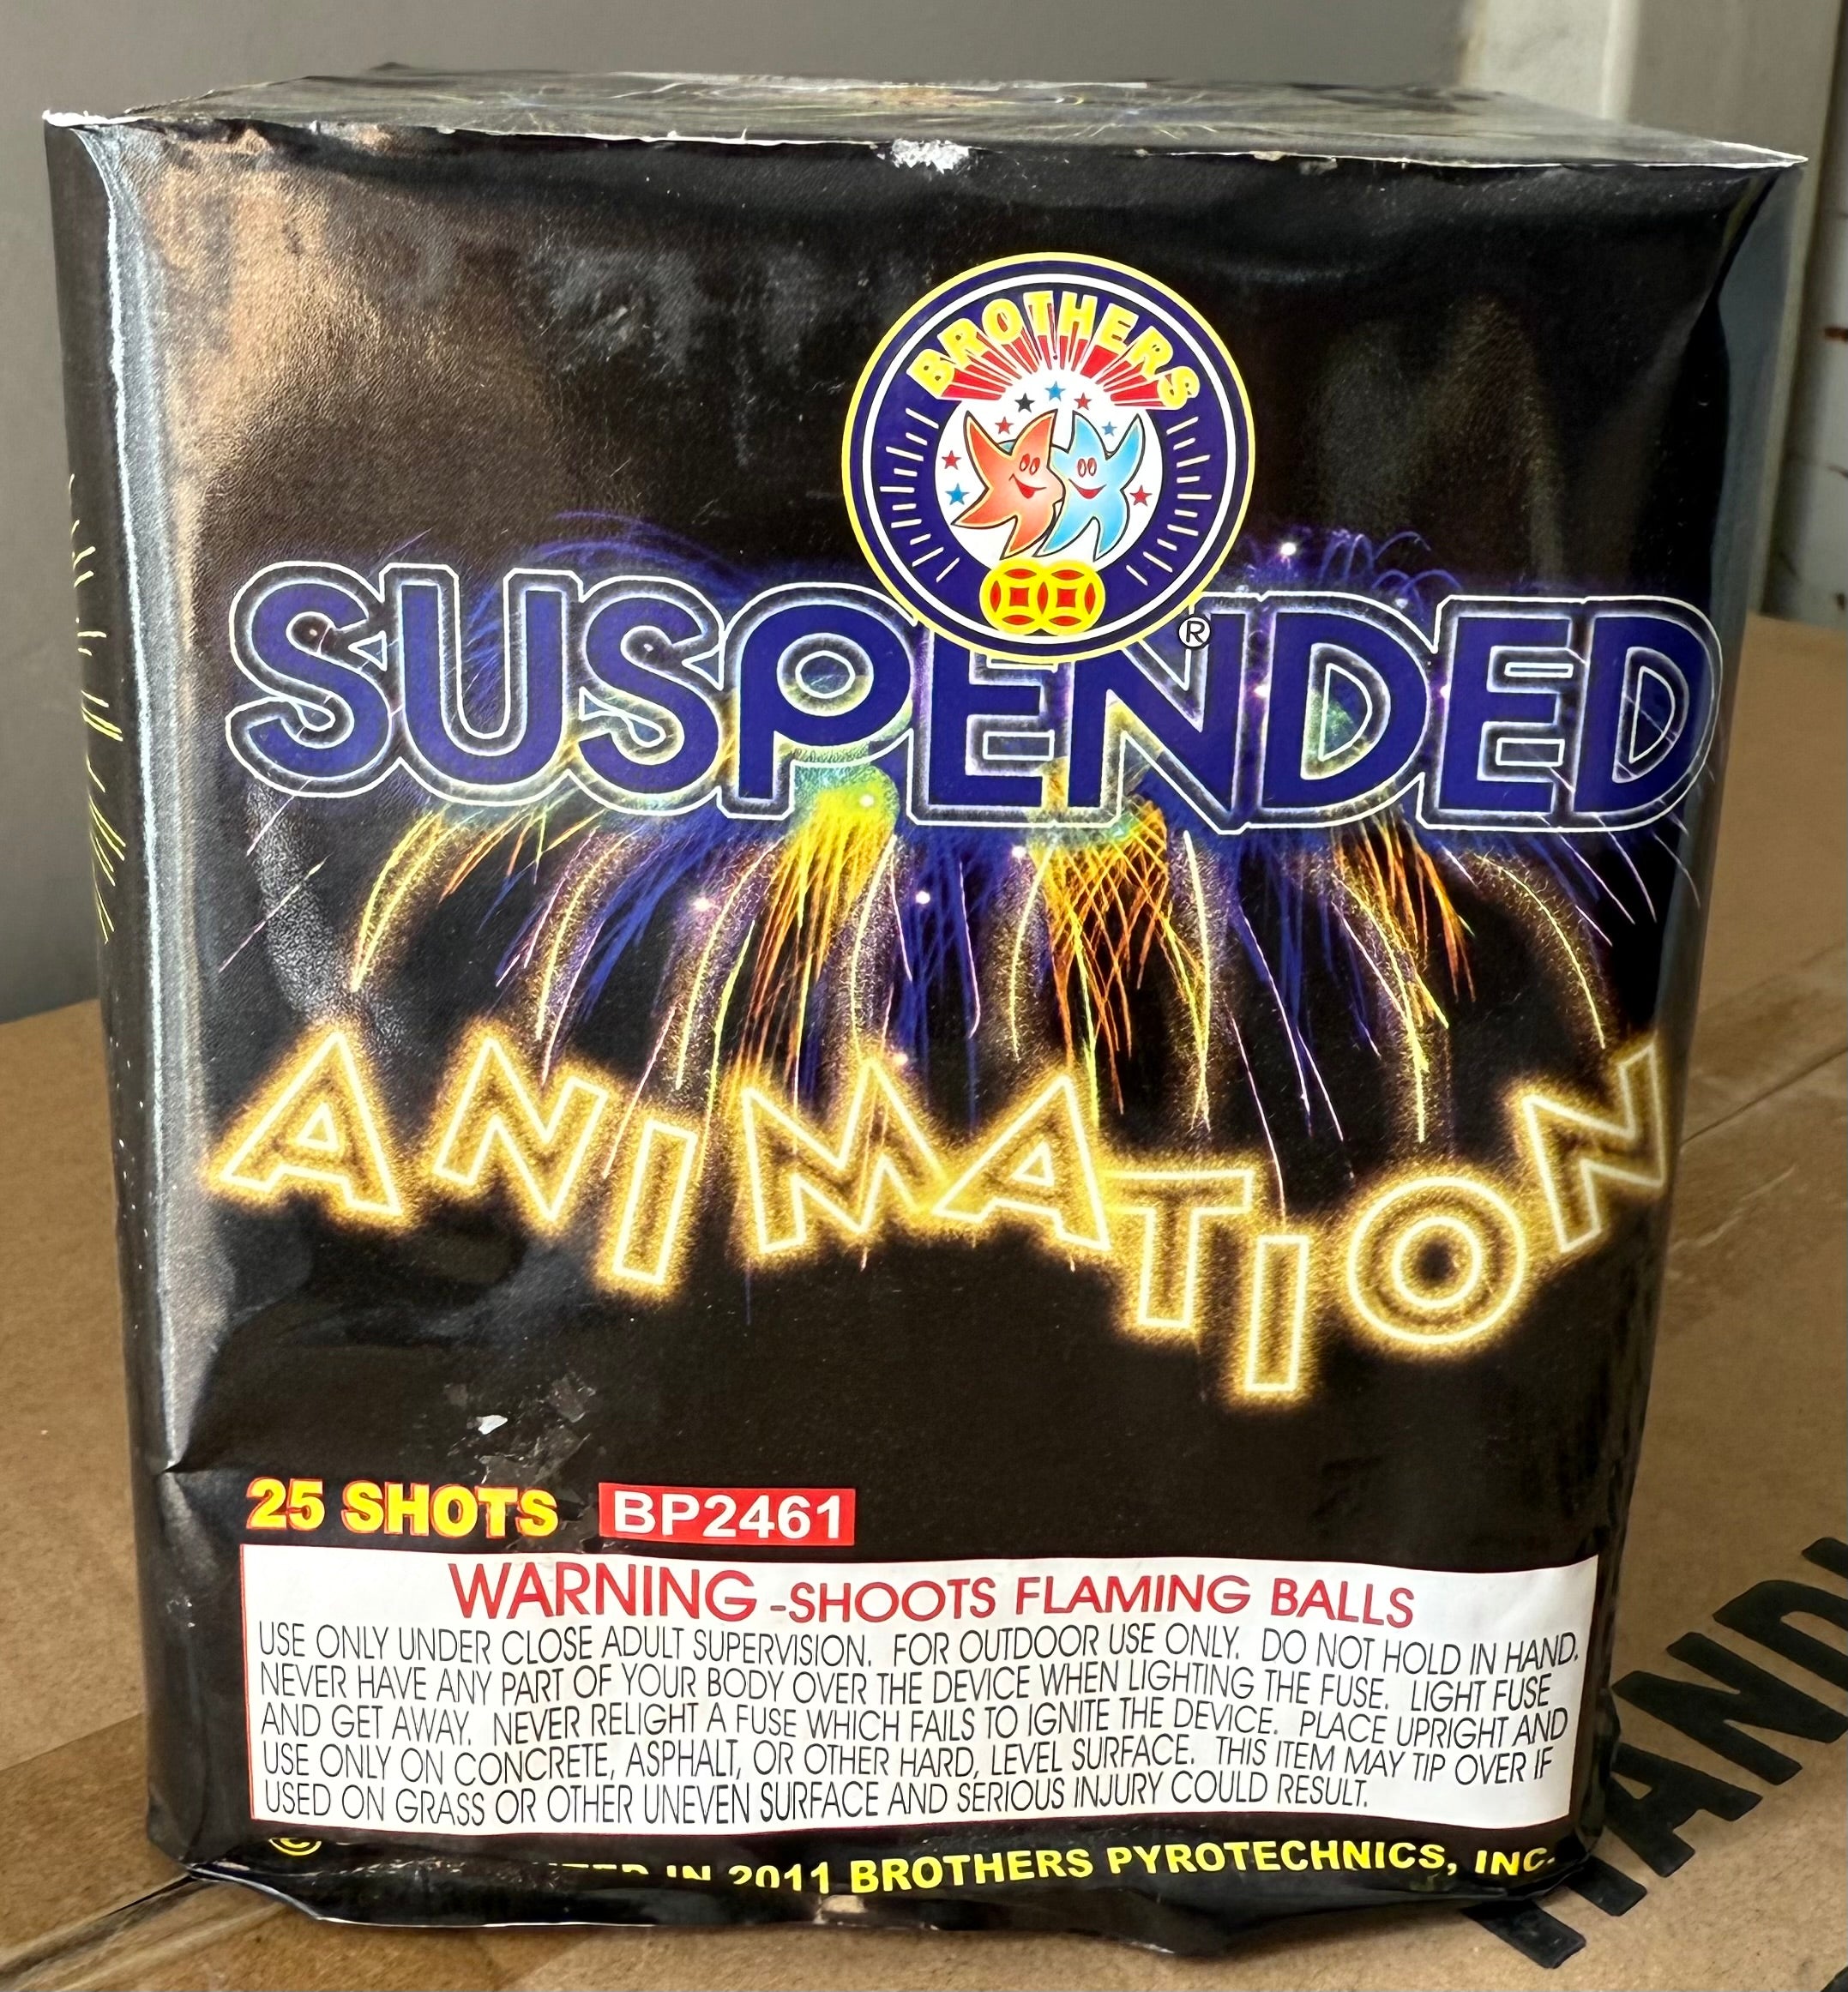 BROTHERS
®
SUSPENDED
ANIMATION
25 SHOTS BP2461
WARNING -SHOOTS FLAMING BALLS
USE ONLY UNDER CLOSE ADULT SUPERVISION. FOR OUTDOOR USE ONLY. DO NOT HOLD IN HAND.
NEVER HAVE ANY PART OF YOUR BODY OVER THE DEVICE WHEN LIGHTING THE FUSE. LIGHT FUSE
AND GET AWAY. NEVER RELIGHT A FUSE WHICH FAILS TO IGNITE THE DEVICE. PLACE UPRIGHT AND
USE ONLY ON CONCRETE, ASPHALT, OR OTHER HARD, LEVEL SURFACE. THIS ITEM MAY TIP OVER IF
USED ON GRASS OR OTHER UNEVEN SURFACE AND SERIOUS INJURY COULD RESULT.
© IN 2011 BROTHERS PYROTECHNICS, INC.